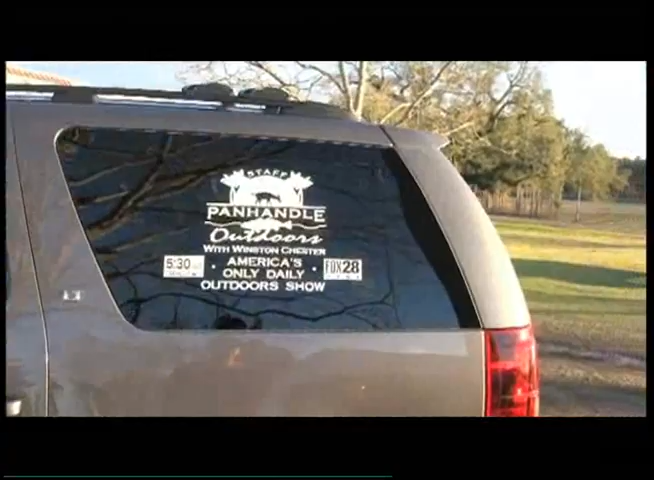 STAFF
PANHANDLE
Outdoors
WITH WINSTON CHESTER
AMERICA'S
5:30 • ONLY DAILY • FOX28
OUTDOORS SHOW